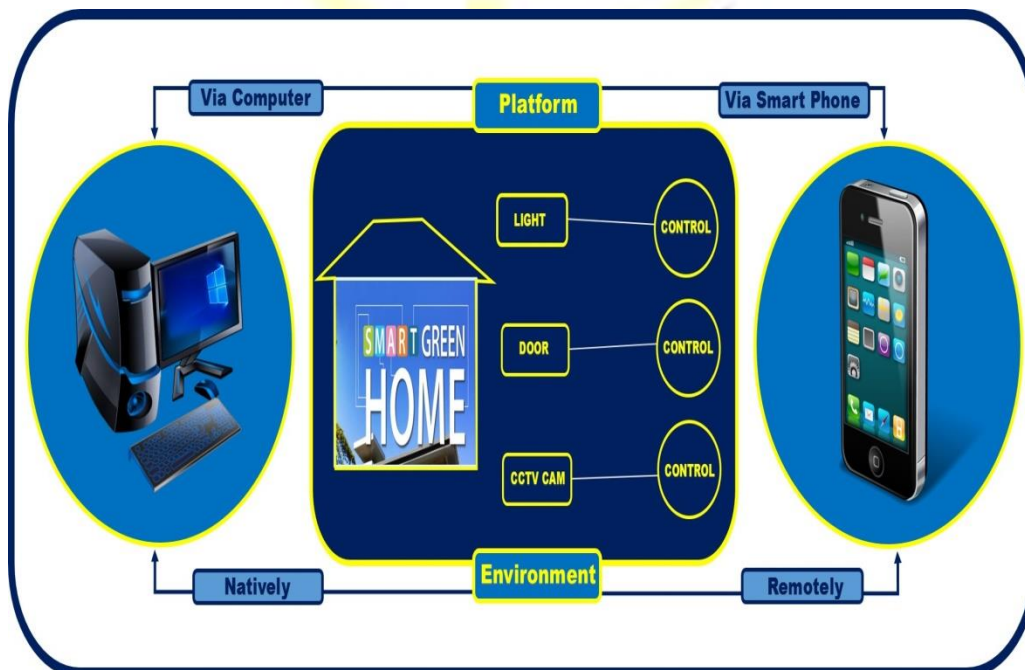 Via Computer
Platform
Via Smart Phone
LIGHT
CONTROL
SMART GREEN
HOME
DOOR
CONTROL
CCTV CAM
CONTROL
Natively
Environment
Remotely